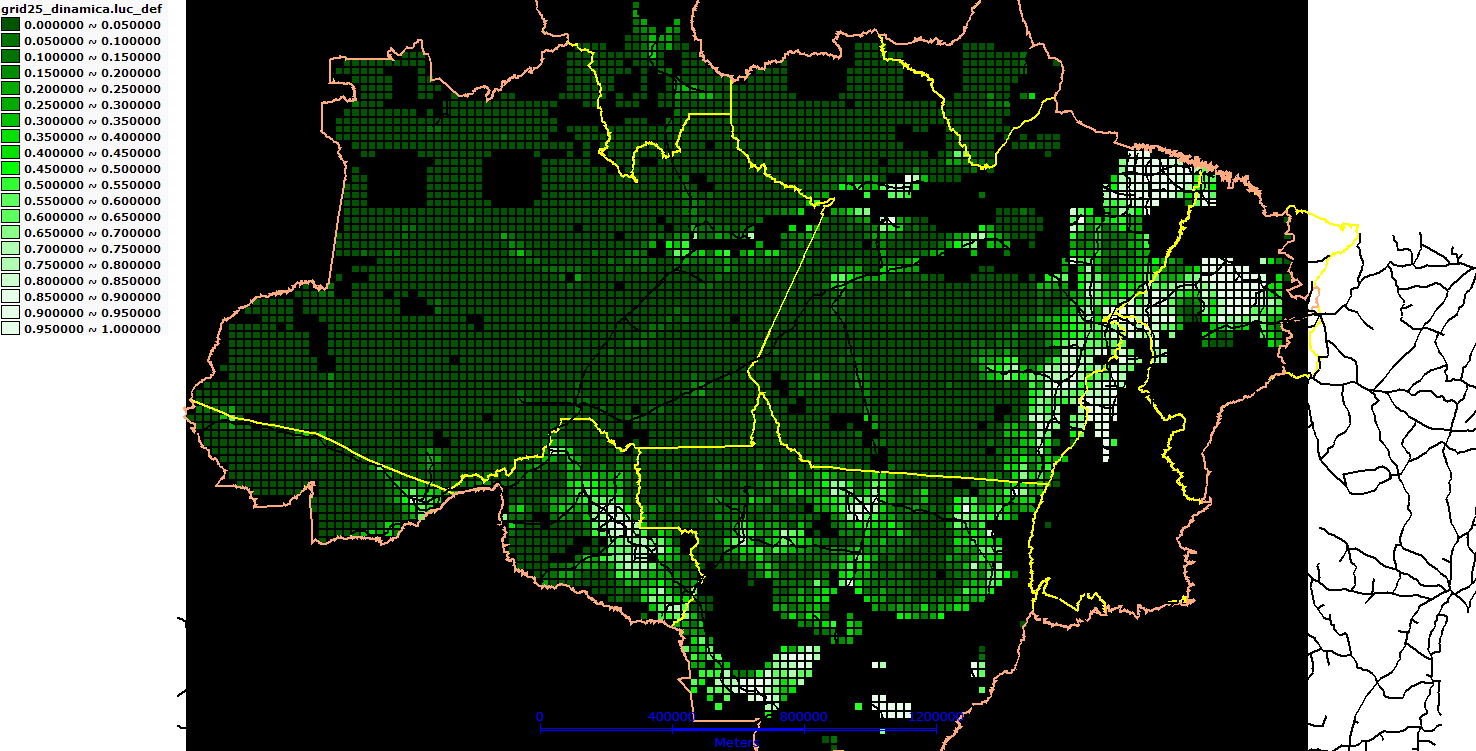 grid25_dinamica.luc_def
0.000000 ~ 0.050000
0.050000 ~ 0.100000
0.100000 ~ 0.150000
0.150000 ~ 0.200000
0.200000 ~ 0.250000
0.250000 ~ 0.300000
0.300000 ~ 0.350000
0.350000 ~ 0.400000
0.400000 ~ 0.450000
0.450000 ~ 0.500000
0.500000 ~ 0.550000
0.550000 ~ 0.600000
0.600000 ~ 0.650000
0.650000 ~ 0.700000
0.700000 ~ 0.750000
0.750000 ~ 0.800000
0.800000 ~ 0.850000
0.850000 ~ 0.900000
0.900000 ~ 0.950000
0.950000 ~ 1.000000
0 400000 800000 1200000
Meters